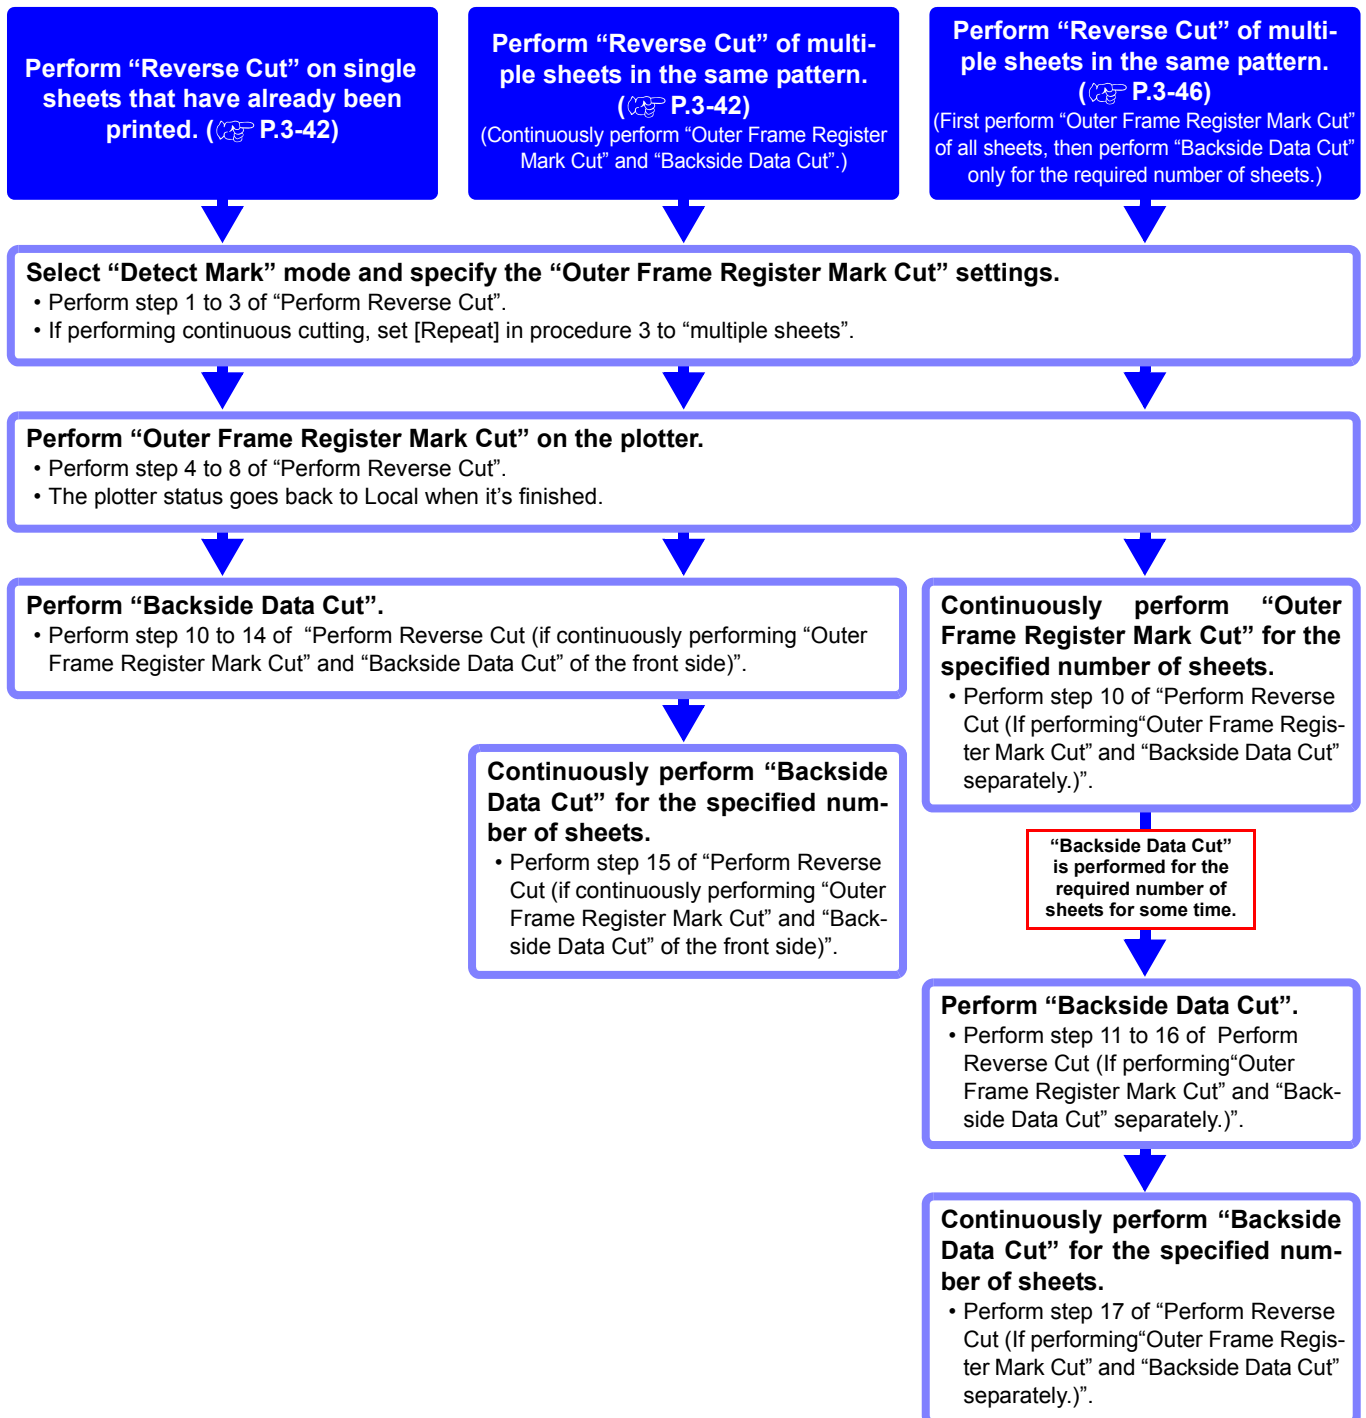 Perform “Reverse Cut” on single
sheets that have already been
printed. (☞ P.3-42)
Perform “Reverse Cut” of multi-
ple sheets in the same pattern.
(☞ P.3-42)
(Continuously perform “Outer Frame Register
Mark Cut” and “Backside Data Cut”.)
Perform “Reverse Cut” of multi-
ple sheets in the same pattern.
(☞ P.3-46)
(First perform “Outer Frame Register Mark Cut”
of all sheets, then perform “Backside Data Cut”
only for the required number of sheets.)
Select “Detect Mark” mode and specify the “Outer Frame Register Mark Cut” settings.
• Perform step 1 to 3 of “Perform Reverse Cut”.
• If performing continuous cutting, set [Repeat] in procedure 3 to “multiple sheets”.
Perform “Outer Frame Register Mark Cut” on the plotter.
• Perform step 4 to 8 of “Perform Reverse Cut”.
• The plotter status goes back to Local when it’s finished.
Perform “Backside Data Cut”.
• Perform step 10 to 14 of “Perform Reverse Cut (if continuously performing “Outer
Frame Register Mark Cut” and “Backside Data Cut” of the front side)”.
Continuously perform “Backside
Data Cut” for the specified num-
ber of sheets.
• Perform step 15 of “Perform Reverse
Cut (if continuously performing “Outer
Frame Register Mark Cut” and “Back-
side Data Cut” of the front side)”.
Continuously perform “Outer
Frame Register Mark Cut” for the
specified number of sheets.
• Perform step 10 of “Perform Reverse
Cut (If performing“Outer Frame Regis-
ter Mark Cut” and “Backside Data Cut”
separately.)”.
“Backside Data Cut”
is performed for the
required number of
sheets for some time.
Perform “Backside Data Cut”.
• Perform step 11 to 16 of Perform
Reverse Cut (If performing“Outer
Frame Register Mark Cut” and “Back-
side Data Cut” separately.)”.
Continuously perform “Backside
Data Cut” for the specified num-
ber of sheets.
• Perform step 17 of “Perform Reverse
Cut (If performing“Outer Frame Regis-
ter Mark Cut” and “Backside Data Cut”
separately.)”.